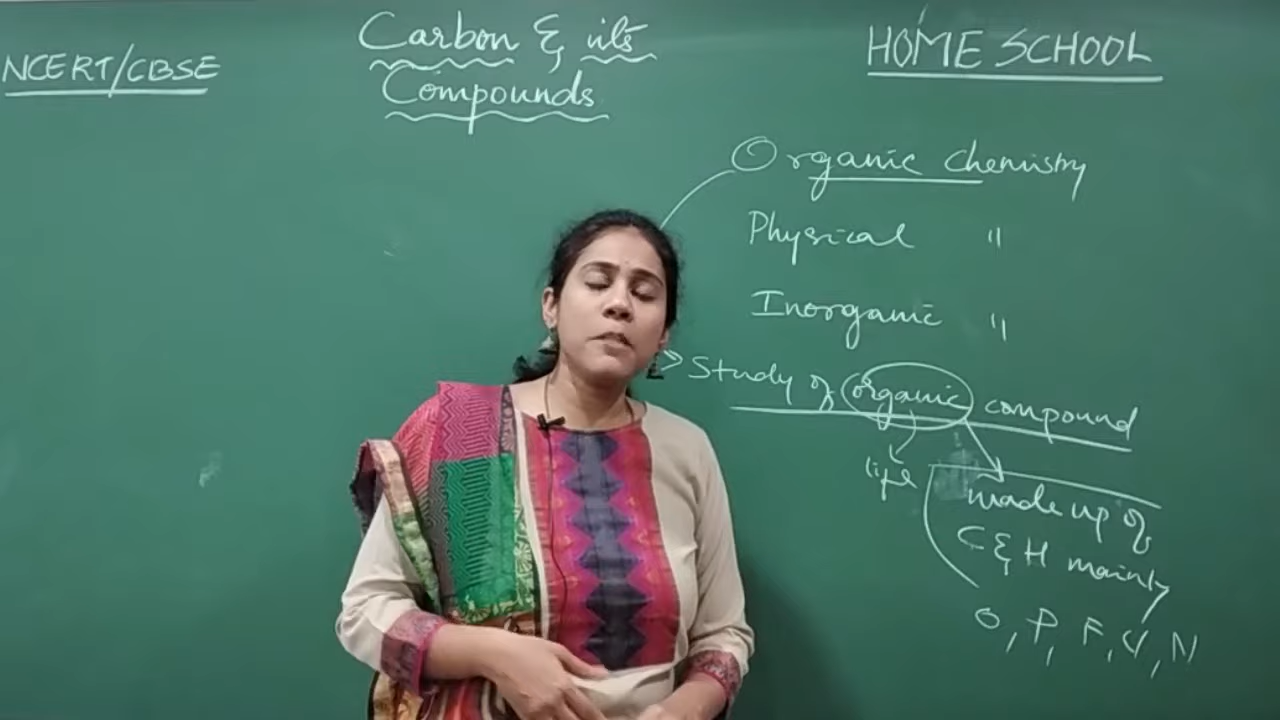 NCERT/CBSE
Carbon & its
Compounds
HOME SCHOOL
Organic Chemistry
Physical "
Inorganic "
Study of organic compound
life
made up of
C & H mainly
O, P, F, Cl, N